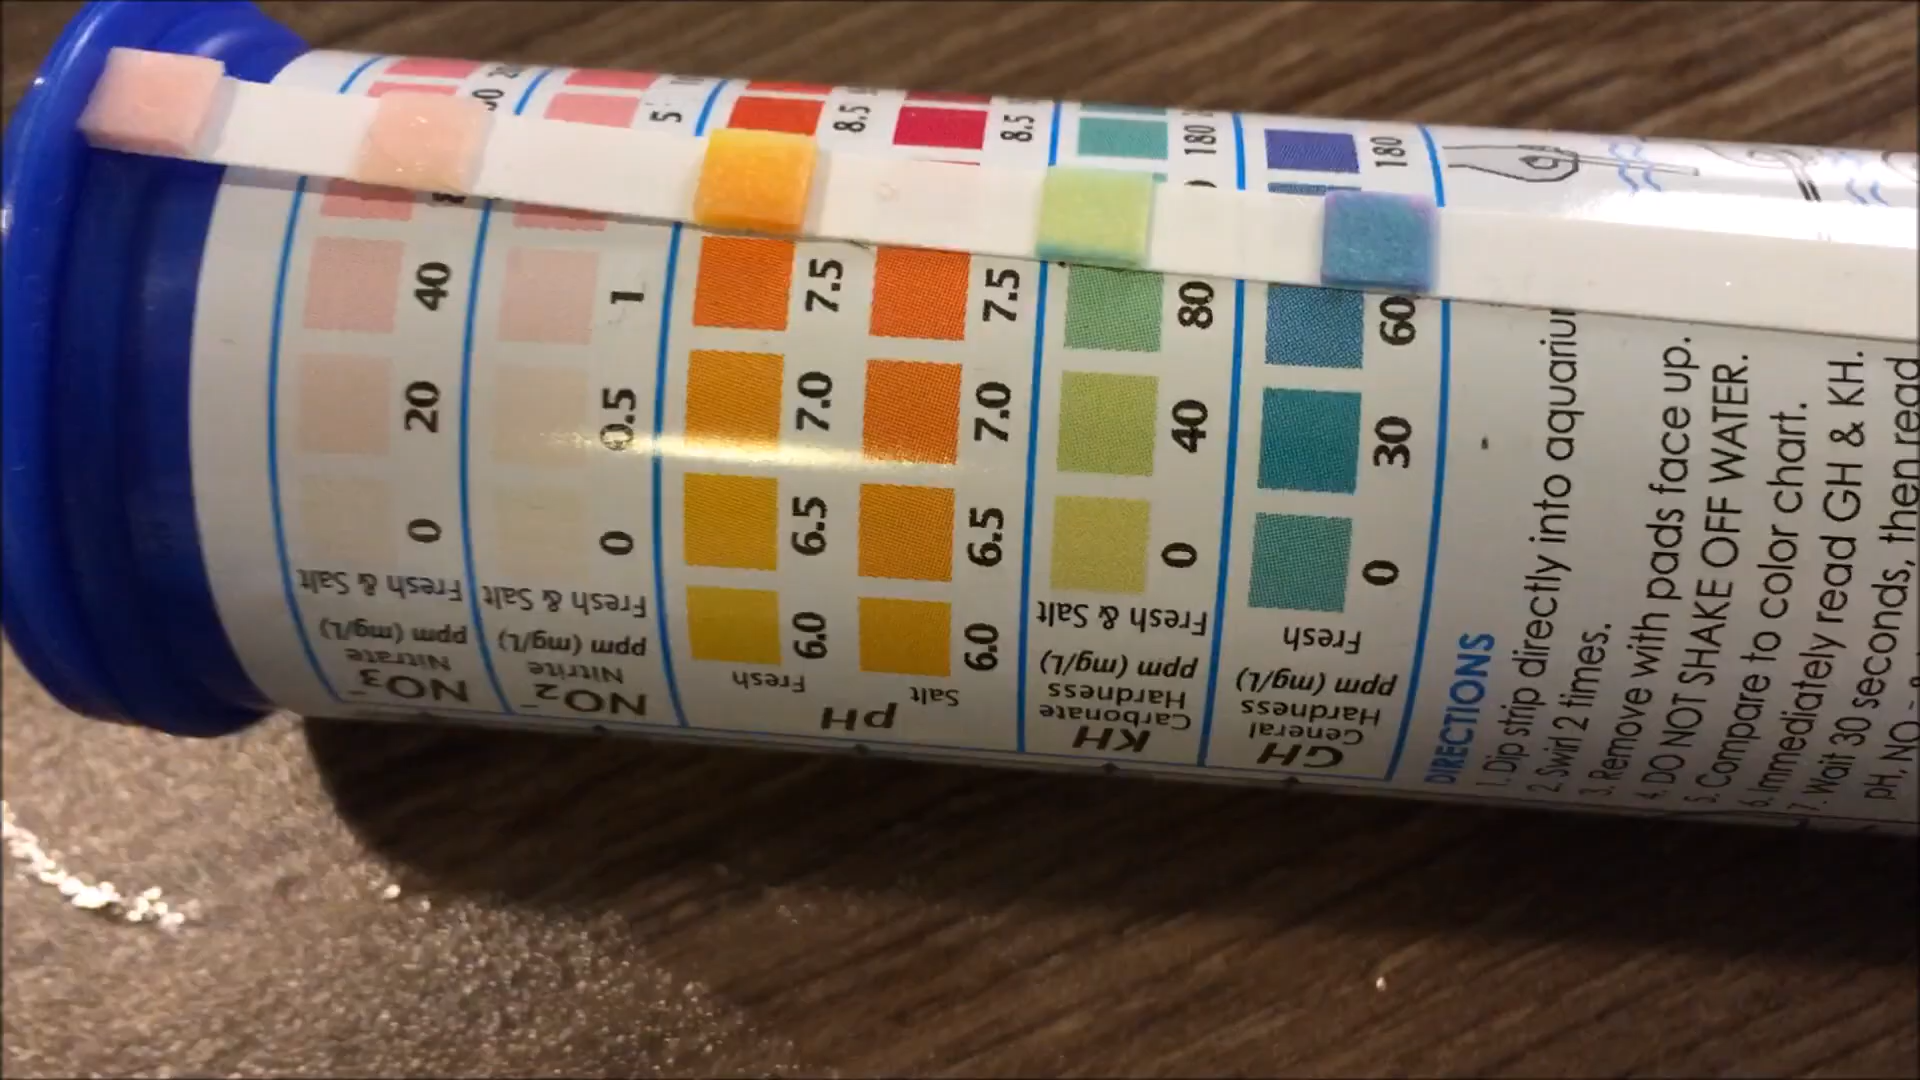 NO3-
Nitrate
ppm (mg/L)
Fresh & Salt
0
20
40
NO2-
Nitrite
ppm (mg/L)
Fresh & Salt
0
0.5
1
5
pH
Fresh
6.0
6.5
7.0
7.5
8.5
Salt
6.0
6.5
7.0
7.5
8.5
KH
Carbonate
Hardness
ppm (mg/L)
Fresh & Salt
0
40
80
180
GH
General
Hardness
ppm (mg/L)
Fresh
0
30
60
180
DIRECTIONS
1. Dip strip directly into aquarium
2. Swirl 2 times.
3. Remove with pads face up.
4. DO NOT SHAKE OFF WATER.
5. Compare to color chart.
6. Immediately read GH & KH.
7. Wait 30 seconds, then read
pH,